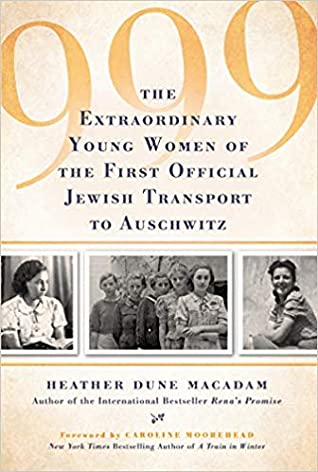 999
THE
EXTRAORDINARY
YOUNG WOMEN OF
THE FIRST OFFICIAL
JEWISH TRANSPORT
TO AUSCHWITZ
HEATHER DUNE MACADAM
Author of the International Bestseller Rena's Promise
Foreword by CAROLINE MOOREHEAD
New York Times Bestselling Author of A Train in Winter